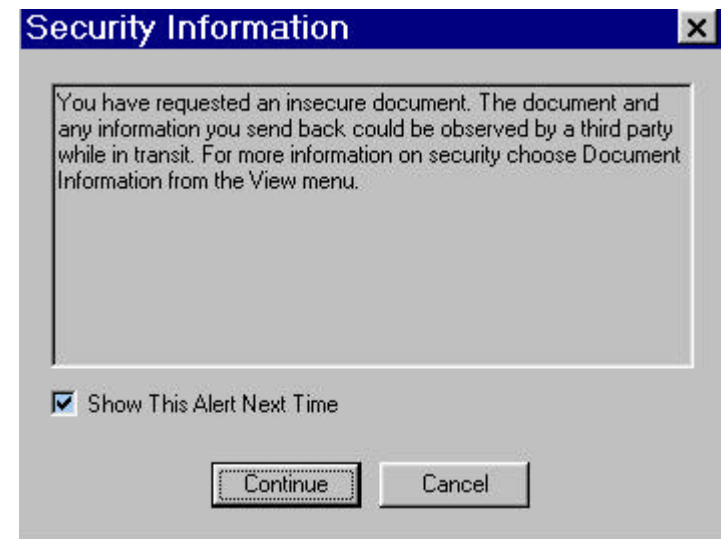 Security Information
You have requested an insecure document. The document and
any information you send back could be observed by a third party
while in transit. For more information on security choose Document
Information from the View menu.
Show This Alert Next Time
Continue
Cancel